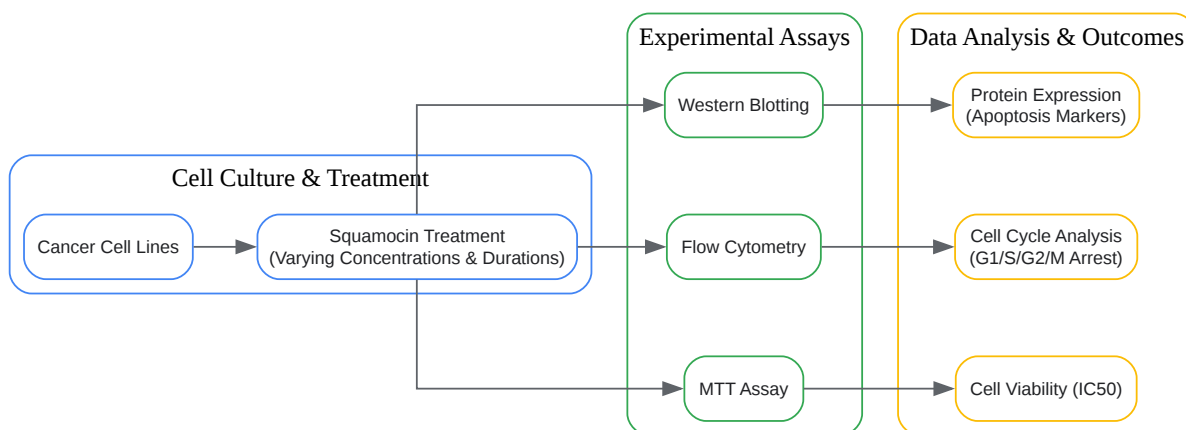 Experimental Assays
Data Analysis & Outcomes
Western Blotting
Protein Expression
(Apoptosis Markers)
Cell Culture & Treatment
Cancer Cell Lines
Squamocin Treatment
(Varying Concentrations & Durations)
Flow Cytometry
Cell Cycle Analysis
(G1/S/G2/M Arrest)
MTT Assay
Cell Viability (IC50)